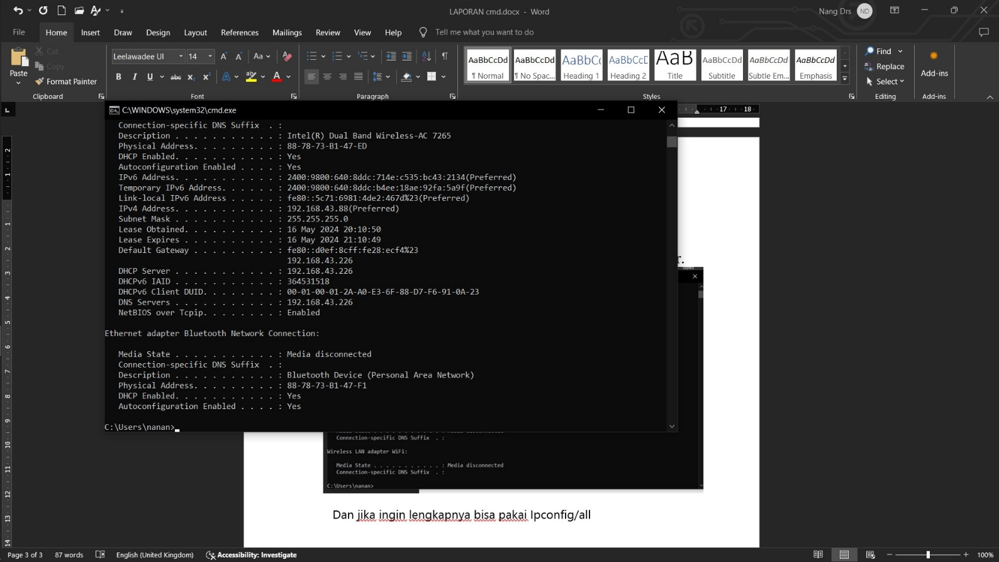 LAPORAN cmd.docx - Word
Nang Drs
ND
File
Home
Insert
Draw
Design
Layout
References
Mailings
Review
View
Help
Tell me what you want to do
Paste
Cut
Copy
Format Painter
Clipboard
Leelawadee UI
14
Font
Paragraph
AaBbCcDd
¶ Normal
AaBbCcDd
¶ No Spac...
AaBbCc
Heading 1
AaBbCcD
Heading 2
AaB
Title
AaBbCcDd
Subtitle
AaBbCcDd
Subtle Em...
AaBbCcDd
Emphasis
Styles
Find
Replace
Select
Editing
Add-ins
Add-ins
C:\WINDOWS\system32\cmd.exe
17 18
Connection-specific DNS Suffix . :
Description . . . . . . . . . . . : Intel(R) Dual Band Wireless-AC 7265
Physical Address. . . . . . . . . : 88-78-73-B1-47-ED
DHCP Enabled. . . . . . . . . . . : Yes
Autoconfiguration Enabled . . . . : Yes
IPv6 Address. . . . . . . . . . . : 2400:9800:640:8ddc:714e:c535:bc43:2134(Preferred)
Temporary IPv6 Address. . . . . . : 2400:9800:640:8ddc:b4ee:18ae:92fa:5a9f(Preferred)
Link-local IPv6 Address . . . . . : fe80::5c71:6981:4de2:467d%23(Preferred)
IPv4 Address. . . . . . . . . . . : 192.168.43.88(Preferred)
Subnet Mask . . . . . . . . . . . : 255.255.255.0
Lease Obtained. . . . . . . . . . : 16 May 2024 20:10:50
Lease Expires . . . . . . . . . . : 16 May 2024 21:10:49
Default Gateway . . . . . . . . . : fe80::d0ef:8cff:fe28:ecf4%23
192.168.43.226
DHCP Server . . . . . . . . . . . : 192.168.43.226
DHCPv6 IAID . . . . . . . . . . . : 364531518
DHCPv6 Client DUID. . . . . . . . : 00-01-00-01-2A-A0-E3-6F-88-D7-F6-91-0A-23
DNS Servers . . . . . . . . . . . : 192.168.43.226
NetBIOS over Tcpip. . . . . . . . : Enabled
Ethernet adapter Bluetooth Network Connection:
Media State . . . . . . . . . . . : Media disconnected
Connection-specific DNS Suffix . :
Description . . . . . . . . . . . : Bluetooth Device (Personal Area Network)
Physical Address. . . . . . . . . : 88-78-73-B1-47-F1
DHCP Enabled. . . . . . . . . . . : Yes
Autoconfiguration Enabled . . . . : Yes
C:\Users\nanan>
r.
Connection-specific DNS Suffix . :
Wireless LAN adapter WiFi:
Media State . . . . . . . . . . . : Media disconnected
Connection-specific DNS Suffix . :
C:\Users\nanan>
Dan jika ingin lengkapnya bisa pakai Ipconfig/all
Page 3 of 3
87 words
English (United Kingdom)
Accessibility: Investigate
100%